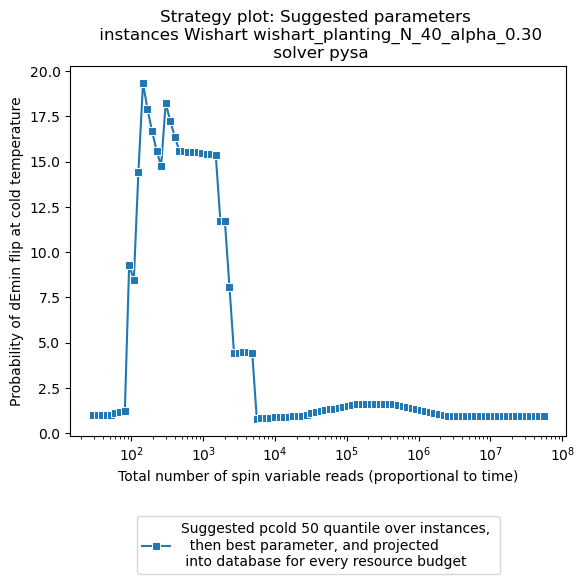 Strategy plot: Suggested parameters
instances Wishart wishart_planting_N_40_alpha_0.30
solver pysa
Probability of dEmin flip at cold temperature
20.0
17.5
15.0
12.5
10.0
7.5
5.0
2.5
0.0
10²
10³
10⁴
10⁵
10⁶
10⁷
10⁸
Total number of spin variable reads (proportional to time)
Suggested pcold 50 quantile over instances,
then best parameter, and projected
into database for every resource budget